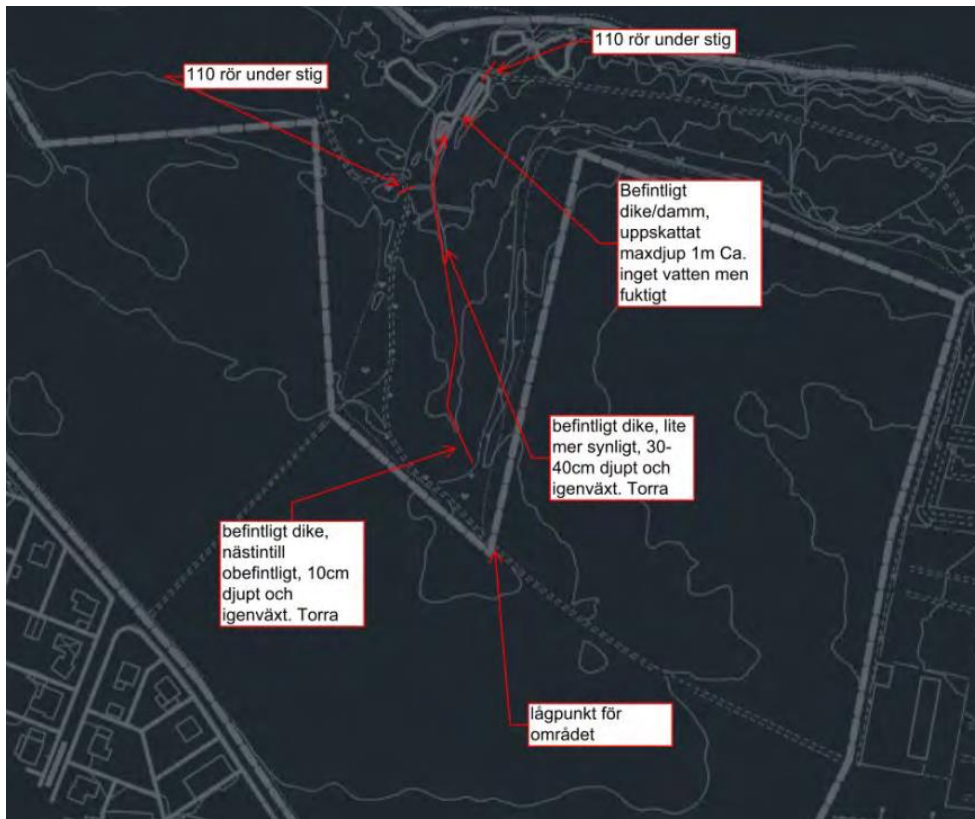 110 rör under stig
110 rör under stig
Befintligt
dike/damm,
uppskattat
maxdjup 1m Ca.
inget vatten men
fuktigt
befintligt dike, lite
mer synligt, 30-
40cm djupt och
igenväxt. Torra
befintligt dike,
nästintill
obefintligt, 10cm
djupt och
igenväxt. Torra
lågpunkt för
området